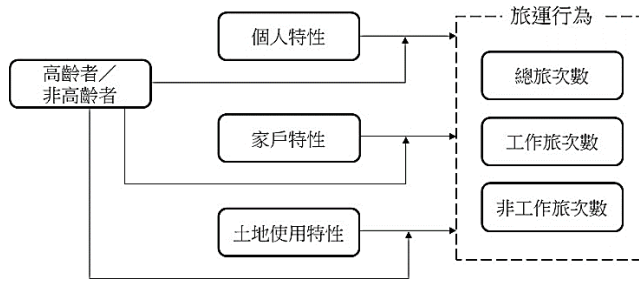 旅運行為
個人特性
高齡者／
非高齡者
總旅次數
家戶特性
工作旅次數
非工作旅次數
土地使用特性